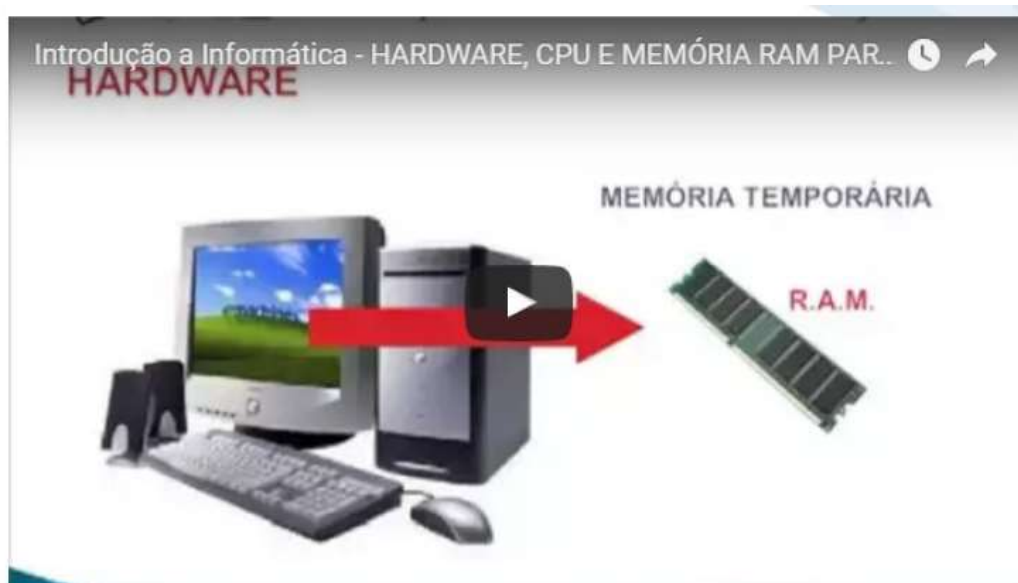 Introdução a Informática - HARDWARE, CPU E MEMÓRIA RAM PAR..
HARDWARE
MEMÓRIA TEMPORÁRIA
R.A.M.